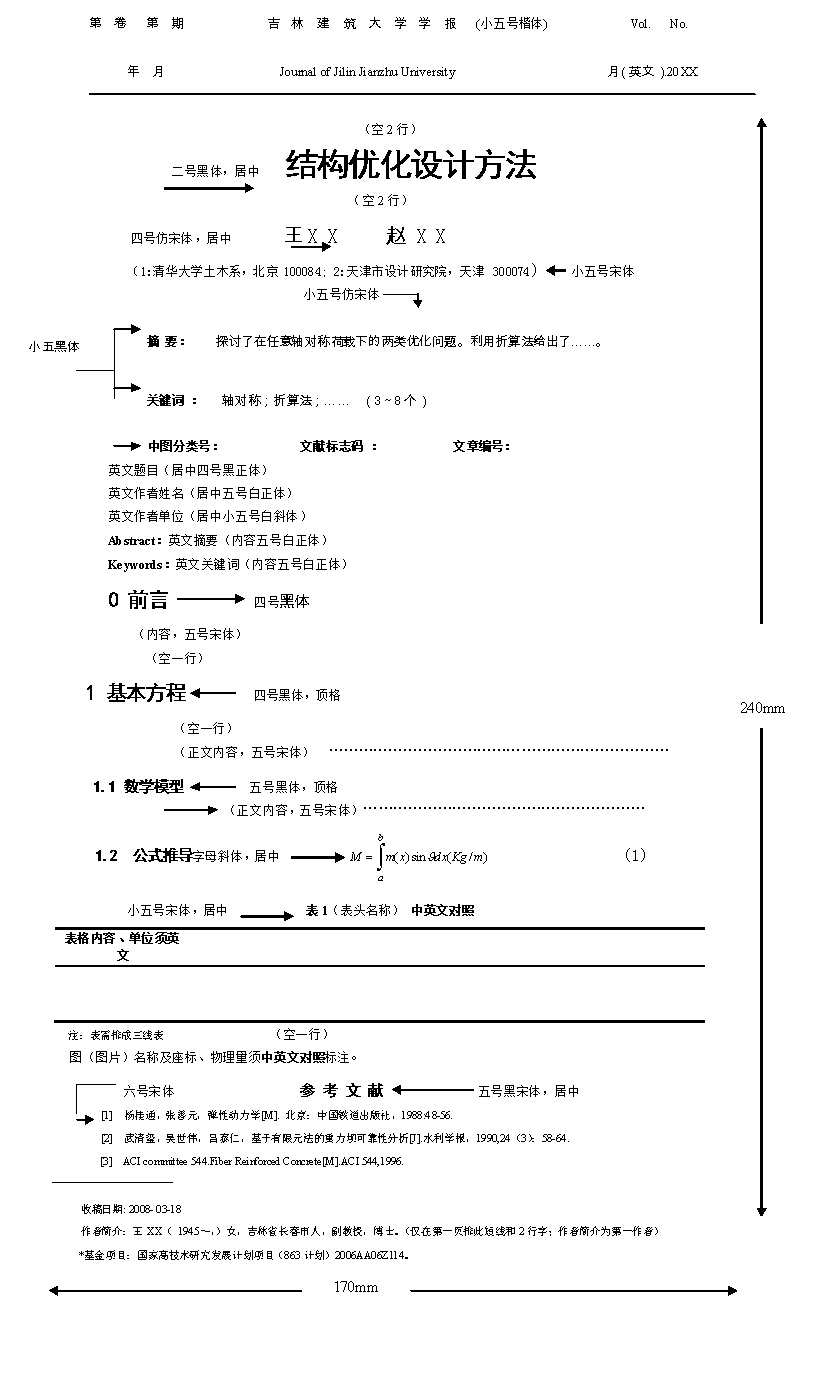 第 卷 第 期 吉 林 建 筑 大 学 学 报 (小五号楷体) Vol. No.
年 月 Journal of Jilin Jianzhu University 月(英文).20XX
（空2行）
二号黑体，居中 结构优化设计方法
（空2行）
四号仿宋体，居中 王XX 赵XX
（1:清华大学土木系，北京 100084; 2:天津市设计研究院，天津 300074） 小五号宋体
小五号仿宋体
小五黑体
摘 要： 探讨了在任意轴对称荷载下的两类优化问题。利用折算法给出了……。
关键词 ： 轴对称；折算法；…… (3~8个)
中图分类号： 文献标志码 ： 文章编号：
英文题目（居中四号黑正体）
英文作者姓名（居中五号白正体）
英文作者单位（居中小五号白斜体）
Abstract：英文摘要（内容五号白正体）
Keywords：英文关键词（内容五号白正体）
0 前言 四号黑体
（内容，五号宋体）
（空一行）
1 基本方程 四号黑体，顶格
240mm
（空一行）
（正文内容，五号宋体） ………………………………………
1.1 数学模型 五号黑体，顶格
（正文内容，五号宋体）………………………………………
1.2 公式推导字母斜体，居中 M = ∫ₐᵇ m(x) sin ϑdx(Kg/m) （1）
小五号宋体，居中 表1（表头名称） 中英文对照
表格内容、单位须英
文
注：表需排成三线表 （空一行）
图（图片）名称及座标、物理量须中英文对照标注。
六号宋体 参 考 文 献 五号黑宋体，居中
[1] 杨桂通，张善元，弹性动力学[M]. 北京：中国铁道出版社，1988:48-56.
[2] 武清玺，吴世伟，吕泰仁，基于有限元法的重力坝可靠性分析[J].水利学报，1990,24（3）：58-64.
[3] ACI committee 544.Fiber Reinforced Concrete[M].ACI 544,1996.
收稿日期: 2008-03-18
作者简介：王XX（ 1945～，）女，吉林省长春市人，副教授，博士。（仅在第一页排此短线和2行字；作者简介为第一作者）
*基金项目：国家高技术研究发展计划项目（863计划）2006AA06Z114。
170mm